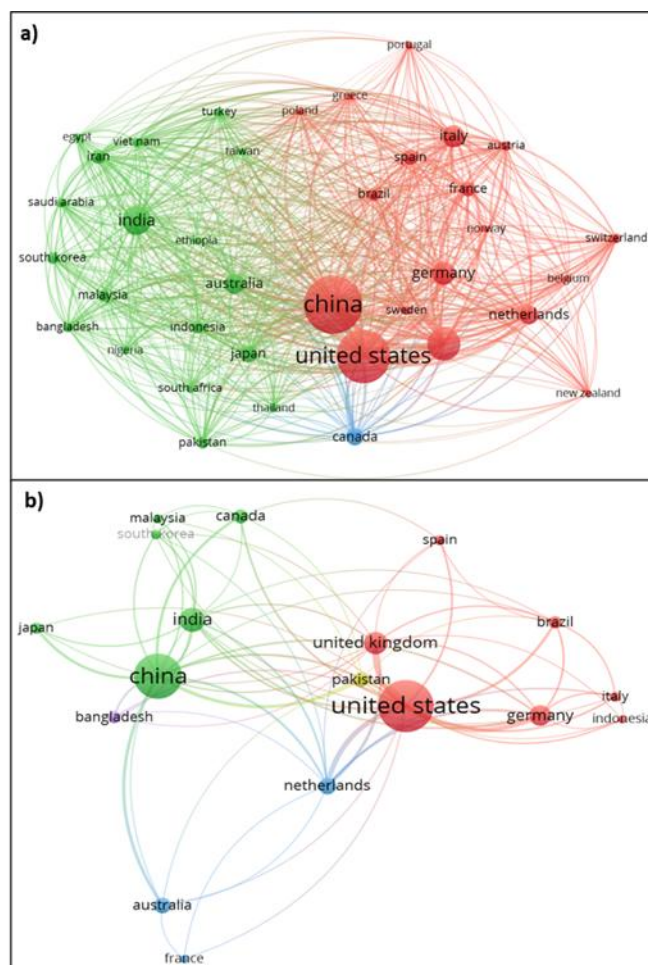 a)
portugal
greece
turkey
poland
egypt
vietnam
italy
taiwan
spain
austria
iran
brazil
france
saudi arabia
india
norway
ethiopia
switzerland
south korea
germany
belgium
australia
malaysia
china
sweden
netherlands
bangladesh
indonesia
nigeria
japan
united states
south africa
new zealand
thailand
pakistan
canada
b)
malaysia
canada
south korea
spain
india
brazil
japan
united kingdom
china
pakistan
italy
united states
bangladesh
germany
indonesia
netherlands
australia
france